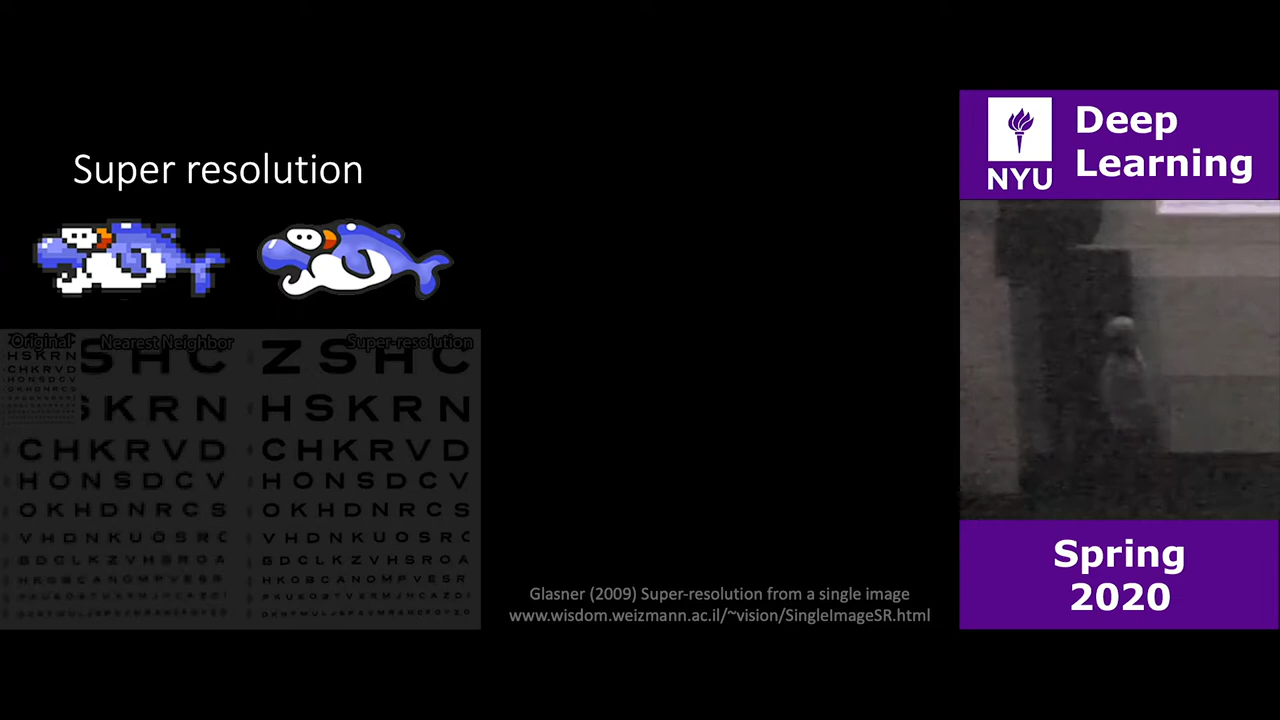 Super resolution
Original
Nearest Neighbor
Super-resolution
H S K R N
C H K R V D
H O N S D C V
O K H D N R C S
S H C
S K R N
C H K R V D
H O N S D C V
O K H D N R C S
V H D N K U O S R C
B D C L K Z V H S R O A
Z S H C
H S K R N
C H K R V D
H O N S D C V
O K H D N R C S
V H D N K U O S R C
B D C L K Z V H S R O A
H K G B C A N O M P V E S R
Glasner (2009) Super-resolution from a single image
www.wisdom.weizmann.ac.il/~vision/SingleImageSR.html
NYU
Deep
Learning
Spring
2020